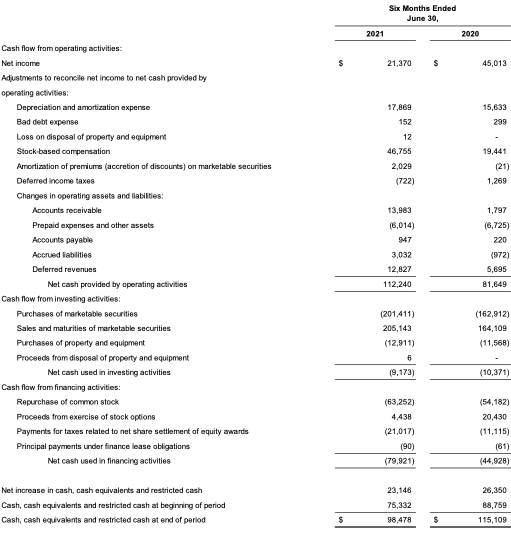 Six Months Ended
June 30,
2021 2020
Cash flow from operating activities:
Net income $ 21,370 $ 45,013
Adjustments to reconcile net income to net cash provided by
operating activities:
Depreciation and amortization expense 17,869 15,633
Bad debt expense 152 299
Loss on disposal of property and equipment 12 -
Stock-based compensation 46,755 19,441
Amortization of premiums (accretion of discounts) on marketable securities 2,029 (21)
Deferred income taxes (722) 1,269
Changes in operating assets and liabilities:
Accounts receivable 13,983 1,797
Prepaid expenses and other assets (6,014) (6,725)
Accounts payable 947 220
Accrued liabilities 3,032 (972)
Deferred revenues 12,827 5,695
Net cash provided by operating activities 112,240 81,649
Cash flow from investing activities:
Purchases of marketable securities (201,411) (162,912)
Sales and maturities of marketable securities 205,143 164,109
Purchases of property and equipment (12,911) (11,568)
Proceeds from disposal of property and equipment 6 -
Net cash used in investing activities (9,173) (10,371)
Cash flow from financing activities:
Repurchase of common stock (63,252) (54,182)
Proceeds from exercise of stock options 4,438 20,430
Payments for taxes related to net share settlement of equity awards (21,017) (11,115)
Principal payments under finance lease obligations (90) (61)
Net cash used in financing activities (79,921) (44,928)
Net increase in cash, cash equivalents and restricted cash 23,146 26,350
Cash, cash equivalents and restricted cash at beginning of period 75,332 88,759
Cash, cash equivalents and restricted cash at end of period $ 98,478 $ 115,109